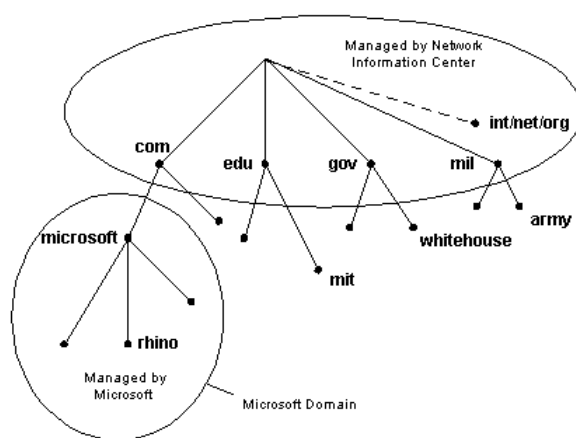 Managed by Network
Information Center
int/net/org
com
edu
gov
mil
army
microsoft
whitehouse
mit
rhino
Managed by
Microsoft
Microsoft Domain